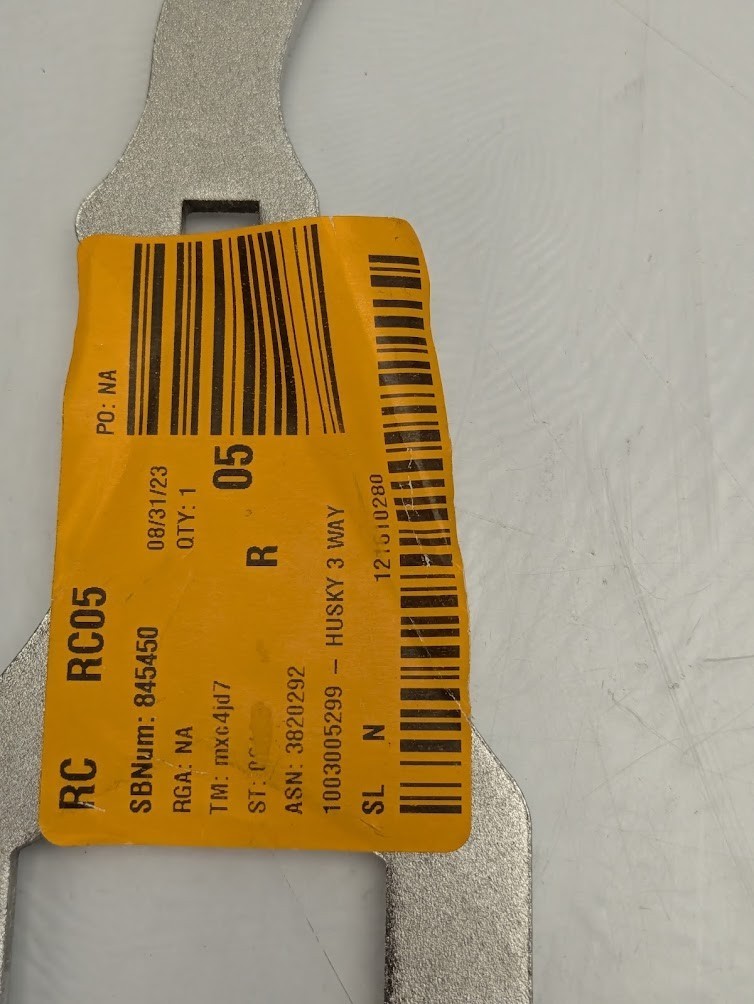 RC RC05 PO: NA
SBNum: 845450 08/31/23
RGA: NA QTY: 1
TM: mxc4jd7 05
ST:
R
ASN: 3820292
1003005299 – HUSKY 3 WAY
SL N